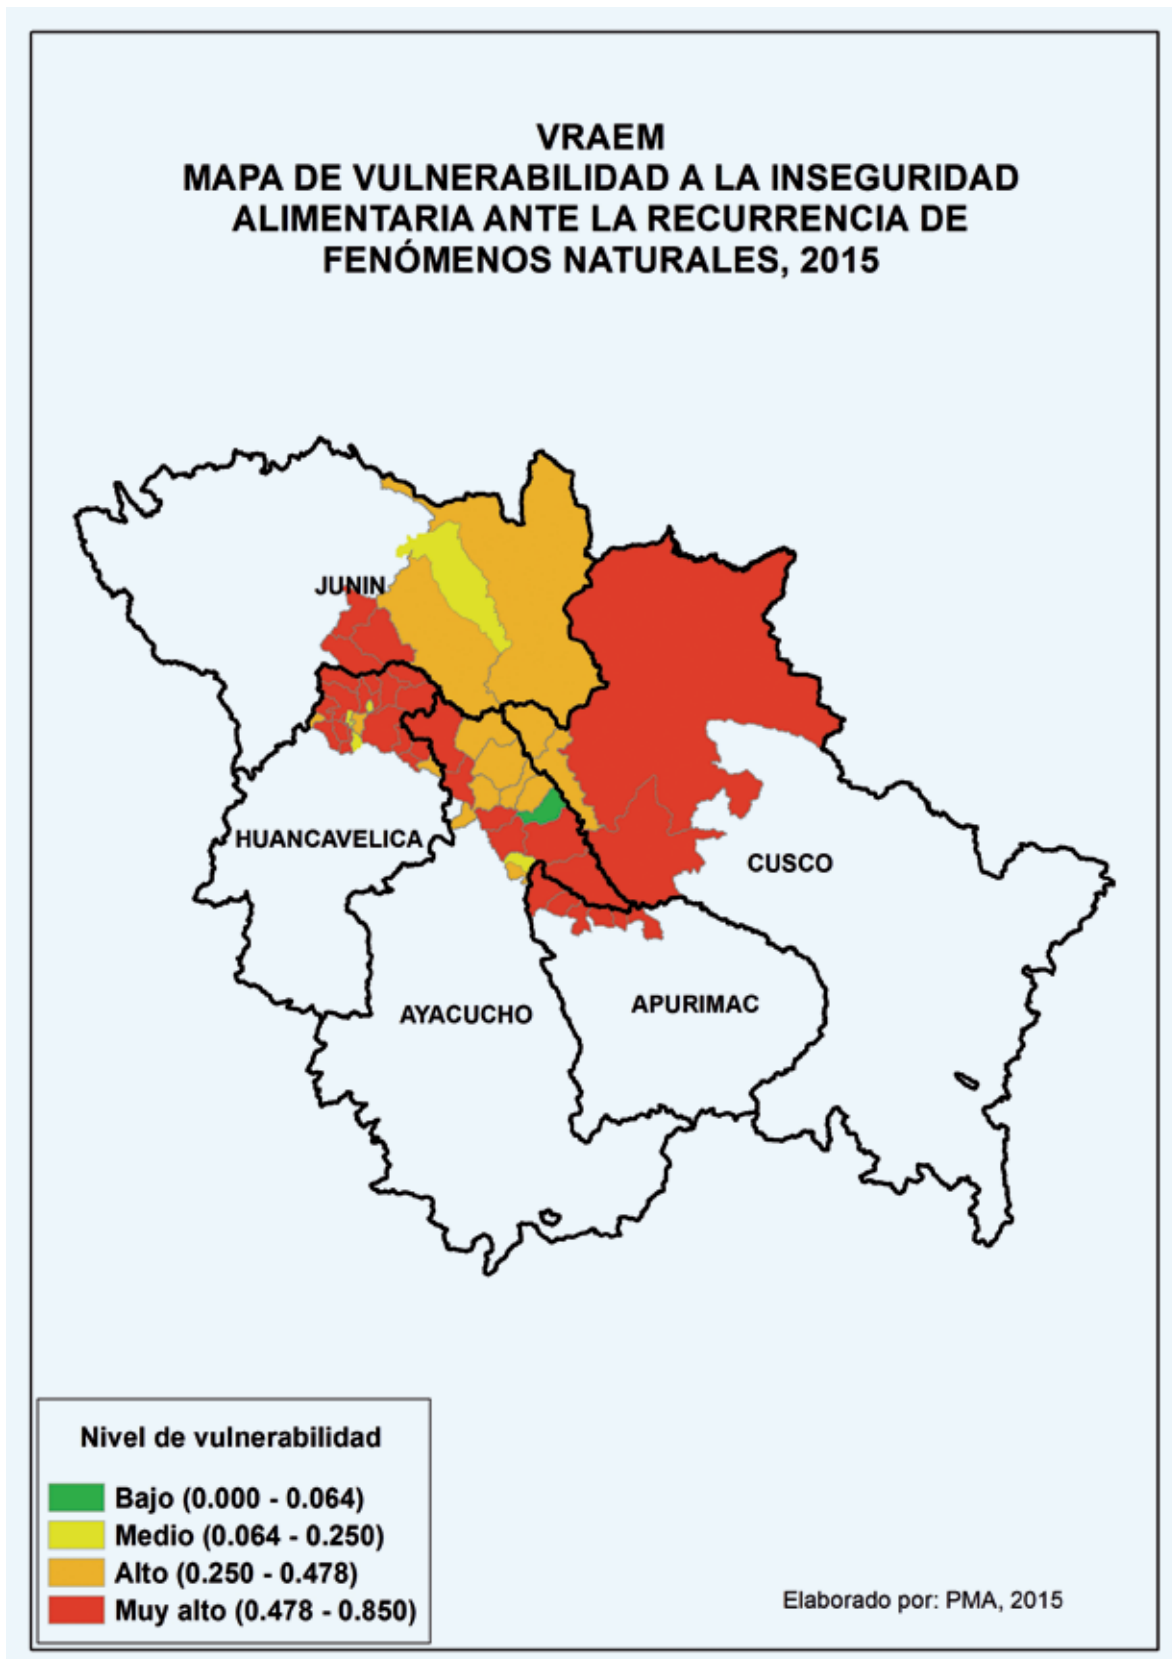 VRAEM
MAPA DE VULNERABILIDAD A LA INSEGURIDAD
ALIMENTARIA ANTE LA RECURRENCIA DE
FENÓMENOS NATURALES, 2015
JUNIN
HUANCAVELICA
CUSCO
AYACUCHO
APURIMAC
Nivel de vulnerabilidad
Bajo (0.000 - 0.064)
Medio (0.064 - 0.250)
Alto (0.250 - 0.478)
Muy alto (0.478 - 0.850)
Elaborado por: PMA, 2015